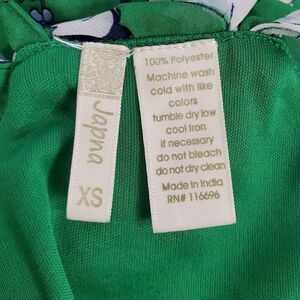 Japna
XS
100% Polyester
Machine wash
cold with like
colors
tumble dry low
cool Iron
if necessary
do not bleach
do not dry clean
Made in India
RN# 116696